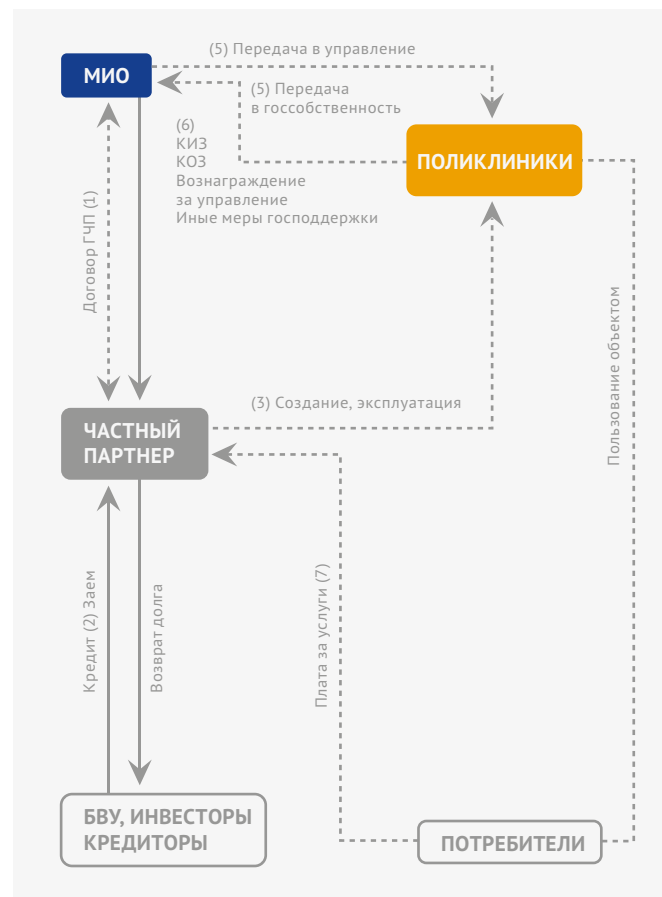 (5) Передача в управление
МИО
(5) Передача
в госсобственность
(6)
КИЗ
КОЗ
Вознаграждение
за управление
Иные меры господдержки
ПОЛИКЛИНИКИ
Договор ГЧП (1)
Пользование объектом
(3) Создание, эксплуатация
ЧАСТНЫЙ
ПАРТНЕР
Кредит (2) Заем
Возврат долга
Плата за услуги (7)
БВУ, ИНВЕСТОРЫ
КРЕДИТОРЫ
ПОТРЕБИТЕЛИ